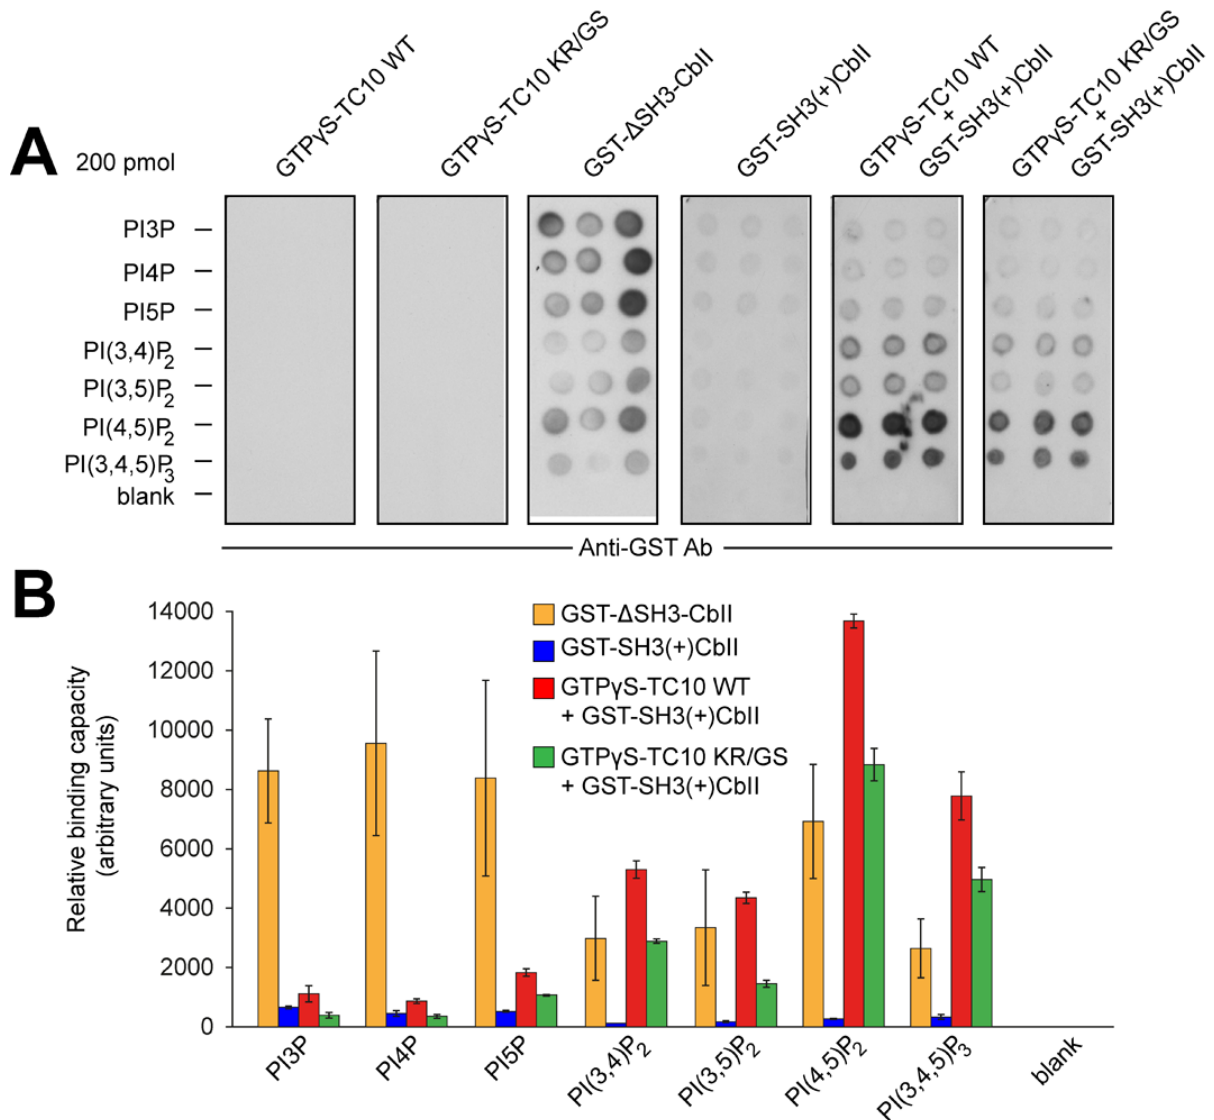 A
200 pmol
GTPγS-TC10 WT
GTPγS-TC10 KR/GS
GST-ΔSH3-CbII
GST-SH3(+)CbII
GTPγS-TC10 WT
+
GST-SH3(+)CbII
GTPγS-TC10 KR/GS
+
GST-SH3(+)CbII
PI3P
PI4P
PI5P
PI(3,4)P2
PI(3,5)P2
PI(4,5)P2
PI(3,4,5)P3
blank
Anti-GST Ab
B
Relative binding capacity
(arbitrary units)
14000
12000
10000
8000
6000
4000
2000
0
GST-ΔSH3-CbII
GST-SH3(+)CbII
GTPγS-TC10 WT
+ GST-SH3(+)CbII
GTPγS-TC10 KR/GS
+ GST-SH3(+)CbII
PI3P
PI4P
PI5P
PI(3,4)P2
PI(3,5)P2
PI(4,5)P2
PI(3,4,5)P3
blank